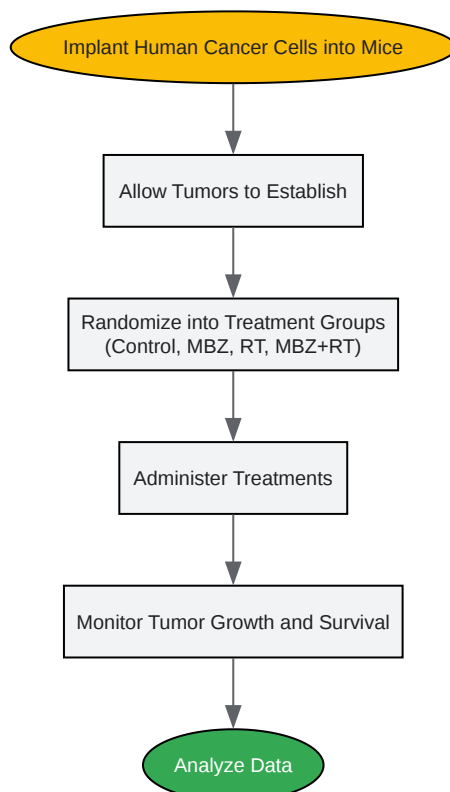 Implant Human Cancer Cells into Mice
Allow Tumors to Establish
Randomize into Treatment Groups
(Control, MBZ, RT, MBZ+RT)
Administer Treatments
Monitor Tumor Growth and Survival
Analyze Data